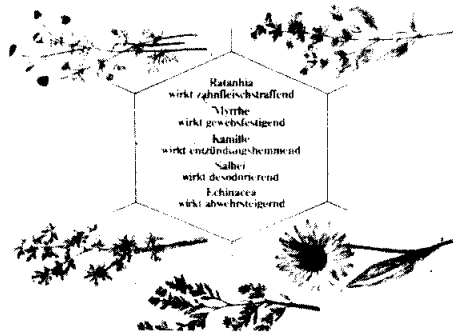 Ratanhia
wirkt zahnfleischstraffend
Myrrhe
wirkt gewebsfestigend
Kamille
wirkt entzündungshemmend
Salbei
wirkt desodorierend
Echinacea
wirkt abwehrsteigernd